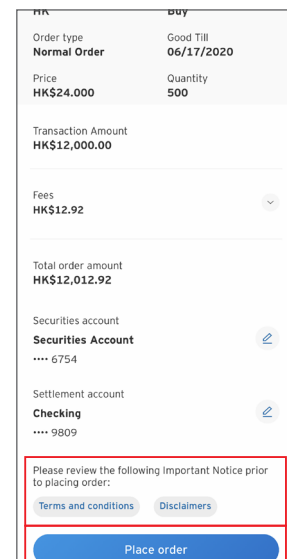 HK Buy
Order type Good Till
Normal Order 06/17/2020
Price Quantity
HK$24.000 500
Transaction Amount
HK$12,000.00
Fees
HK$12.92
Total order amount
HK$12,012.92
Securities account
Securities Account
•••• 6754
Settlement account
Checking
•••• 9809
Please review the following Important Notice prior
to placing order:
Terms and conditions Disclaimers
Place order